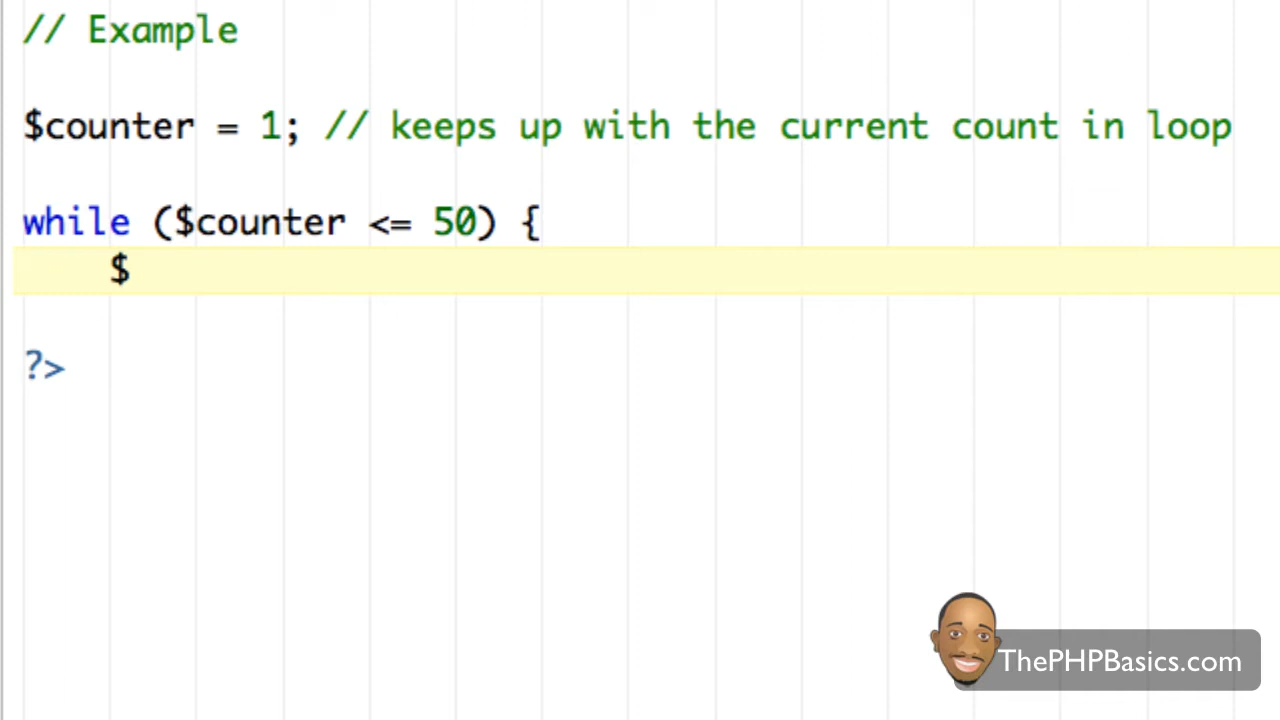 // Example
$counter = 1; // keeps up with the current count in loop
while ($counter <= 50) {
$
?>
ThePHPBasics.com